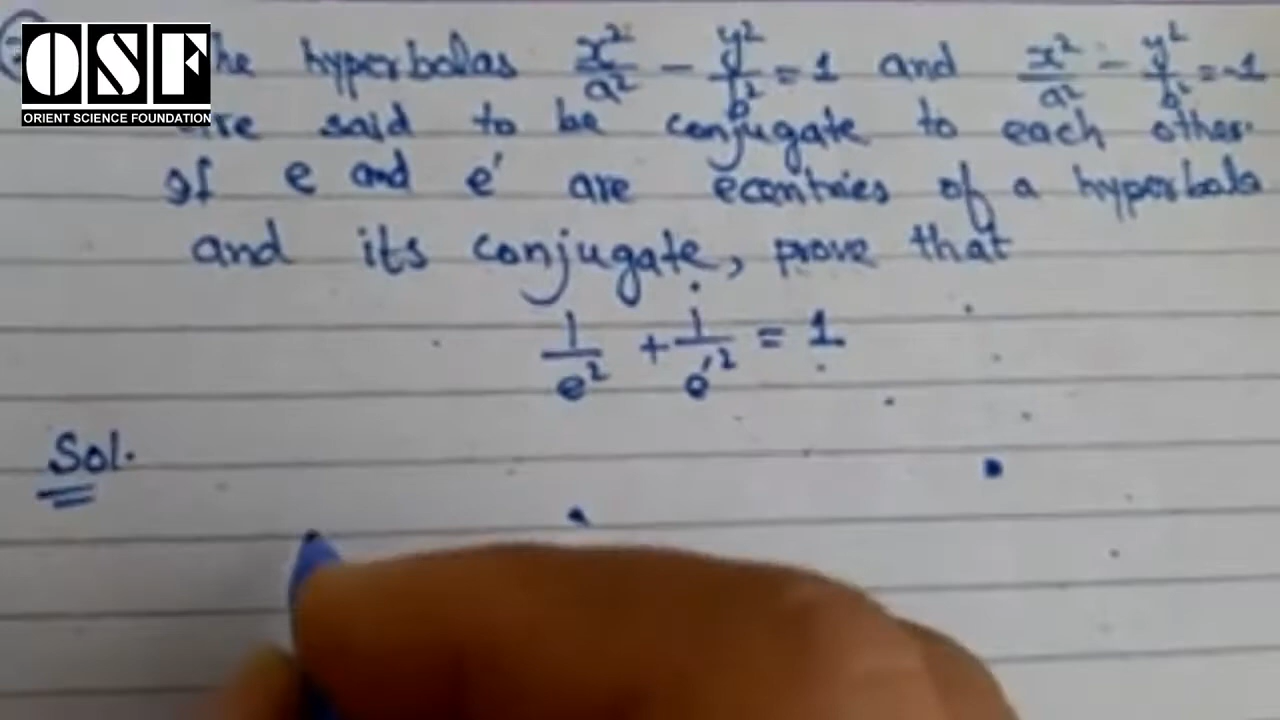 OSF
ORIENT SCIENCE FOUNDATION
he hyperbolas x²/a² - y²/b² = 1 and x²/a² - y²/b² = -1
are said to be conjugate to each other.
If e and e' are ecentries of a hyperbola
and its conjugate, prove that
1/e² + 1/e'² = 1
Sol.